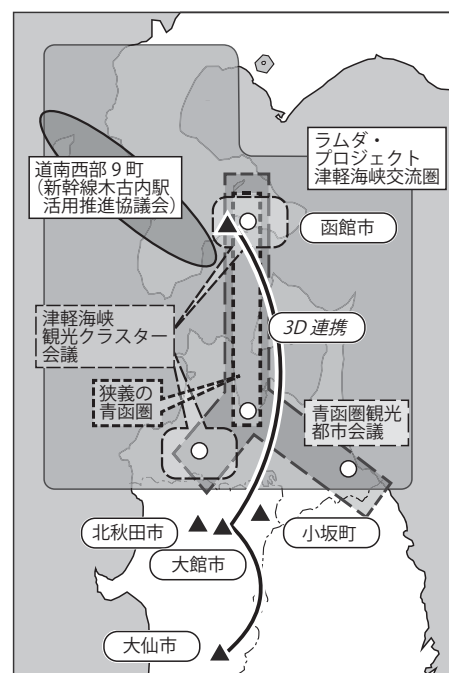 ラムダ・
プロジェクト
津軽海峡交流圏
道南西部９町
（新幹線木古内駅
活用推進協議会）
函館市
津軽海峡
観光クラスター
会議
3D 連携
狭義の
青函圏
青函圏観光
都市会議
北秋田市
小坂町
大館市
大仙市